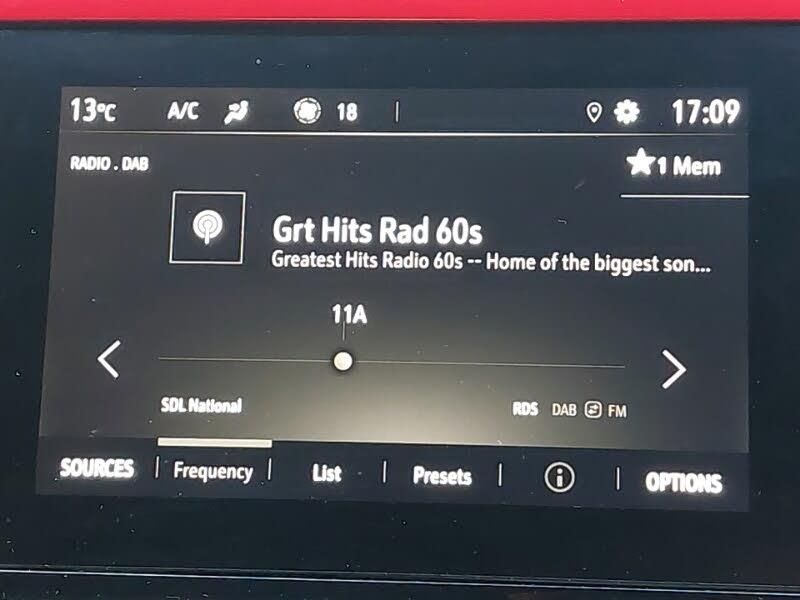 13°C A/C 18 17:09
RADIO . DAB
1 Mem
Grt Hits Rad 60s
Greatest Hits Radio 60s -- Home of the biggest son...
11A
SDL National
RDS DAB FM
SOURCES Frequency List Presets i OPTIONS